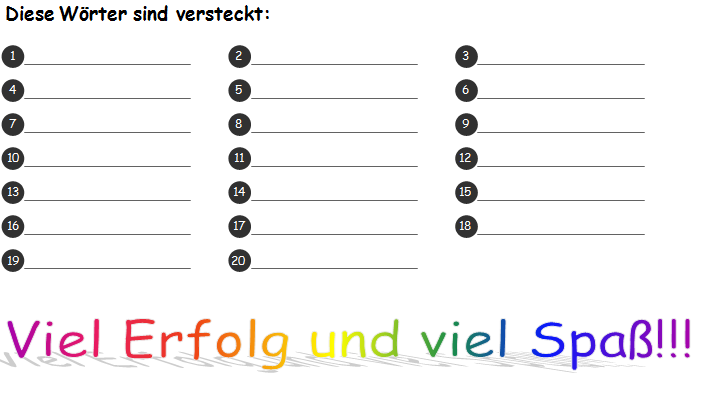 Diese Wörter sind versteckt:
1 2 3
4 5 6
7 8 9
10 11 12
13 14 15
16 17 18
19 20
Viel Erfolg und viel Spaß!!!